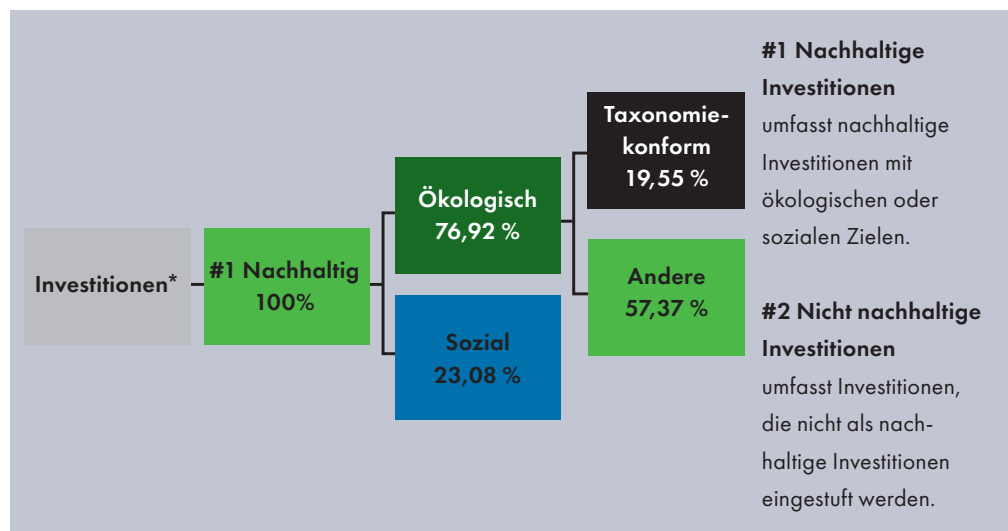 Investitionen*
#1 Nachhaltig
100%
Ökologisch
76,92 %
Sozial
23,08 %
Taxonomie-
konform
19,55 %
Andere
57,37 %
#1 Nachhaltige
Investitionen
umfasst nachhaltige
Investitionen mit
ökologischen oder
sozialen Zielen.
#2 Nicht nachhaltige
Investitionen
umfasst Investitionen,
die nicht als nach-
haltige Investitionen
eingestuft werden.